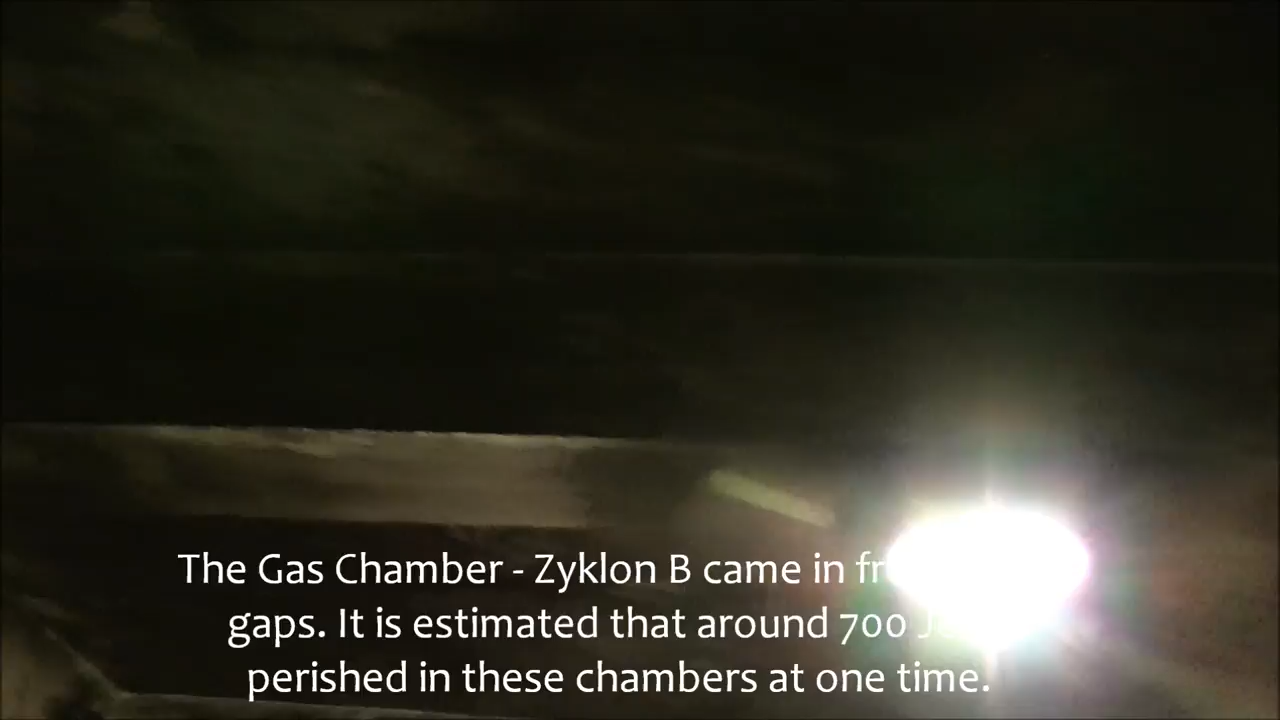 The Gas Chamber - Zyklon B came in
gaps. It is estimated that around 700
perished in these chambers at one time.